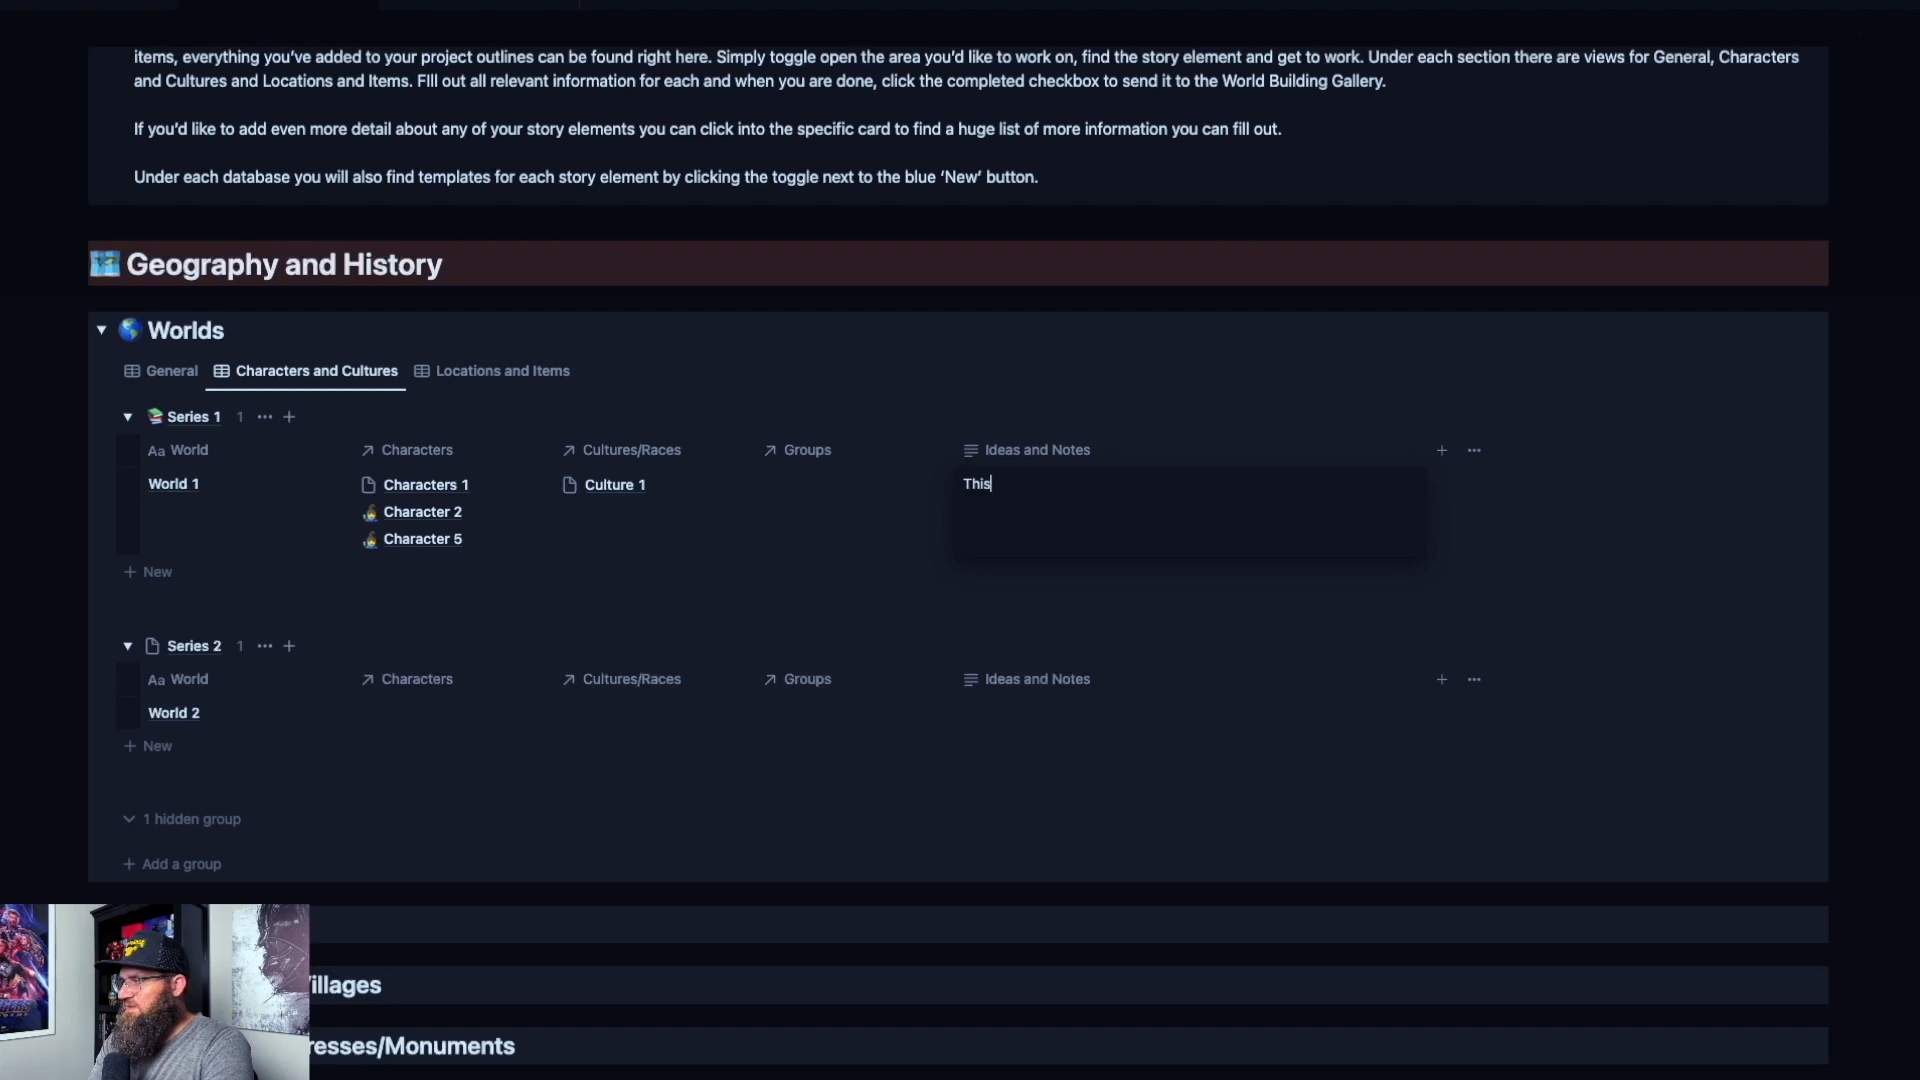 items, everything you’ve added to your project outlines can be found right here. Simply toggle open the area you’d like to work on, find the story element and get to work. Under each section there are views for General, Characters
and Cultures and Locations and Items. FIll out all relevant information for each and when you are done, click the completed checkbox to send it to the World Building Gallery.
If you’d like to add even more detail about any of your story elements you can click into the specific card to find a huge list of more information you can fill out.
Under each database you will also find templates for each story element by clicking the toggle next to the blue ‘New’ button.
Geography and History
Worlds
General Characters and Cultures Locations and Items
Series 1 1
Aa World Characters Cultures/Races Groups Ideas and Notes
World 1 Characters 1 Culture 1 This
Character 2
Character 5
New
Series 2 1
Aa World Characters Cultures/Races Groups Ideas and Notes
World 2
New
1 hidden group
Add a group
illages
resses/Monuments